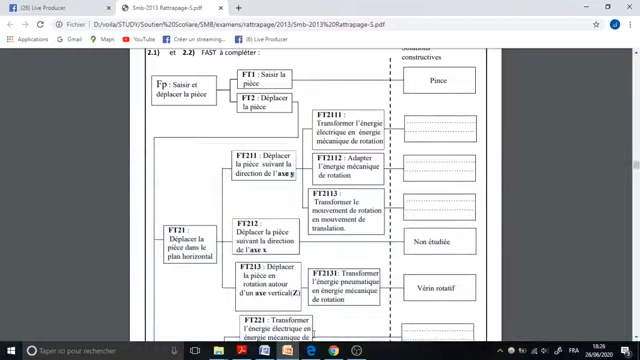 (26) Live Producer
Smb-2013 Rattrapage-S.pdf
Fichier
D:/voila/STUDY/Soutien%20Scoliare/SMB/examens/rattrapage/2013/Smb-2013%20Rattrapage-S.pdf
Gmail
YouTube
Maps
Traduire
Créer un streaming...
(3) Facebook
(26) Live Producer
2.1) et 2.2) FAST à compléter :
Solutions
constructives
Fp : Saisir et
déplacer la pièce
FT1 : Saisir la
pièce
Pince
FT2 : Déplacer
la pièce
FT2111 :
Transformer l'énergie
électrique en énergie
mécanique de rotation
FT211 : Déplacer
la pièce suivant la
direction de l'axe y
FT2112 : Adapter
l'énergie mécanique
de rotation
FT2113 :
Transformer le
mouvement de rotation
en mouvement de
translation.
FT21 :
Déplacer la
pièce dans le
plan horizontal
FT212 :
Déplacer la pièce
suivant la direction
de l'axe x
Non étudiée
FT213 : Déplacer
la pièce en
rotation autour
d'un axe vertical(Z)
FT2131: Transformer
l'énergie pneumatique
en énergie mécanique
de rotation
Vérin rotatif
FT221 : Transformer
l'énergie électrique en
énergie mécanique de
Taper ici pour rechercher
FRA
18:26
26/06/2020